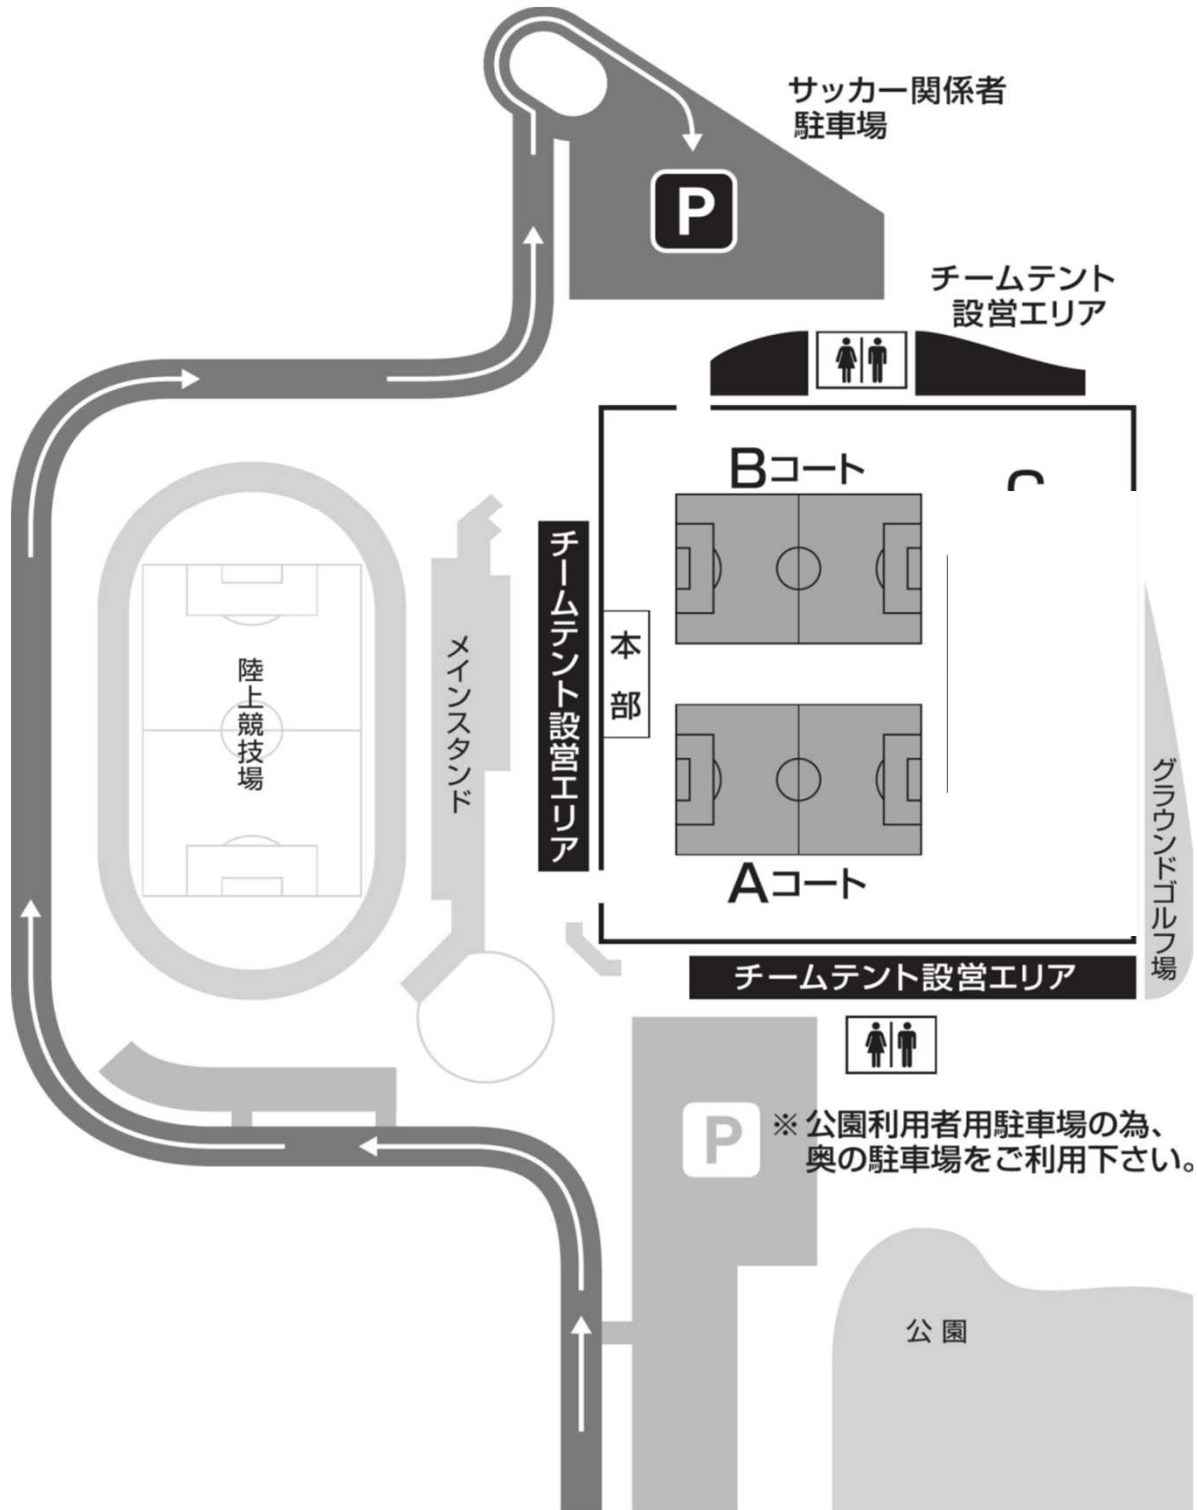 サッカー関係者
駐車場
P
チームテント
設営エリア
Bコート
チームテント設営エリア
本部
メインスタンド
陸上競技場
グラウンドゴルフ場
Aコート
チームテント設営エリア
P
※公園利用者用駐車場の為、
奥の駐車場をご利用下さい。
公園